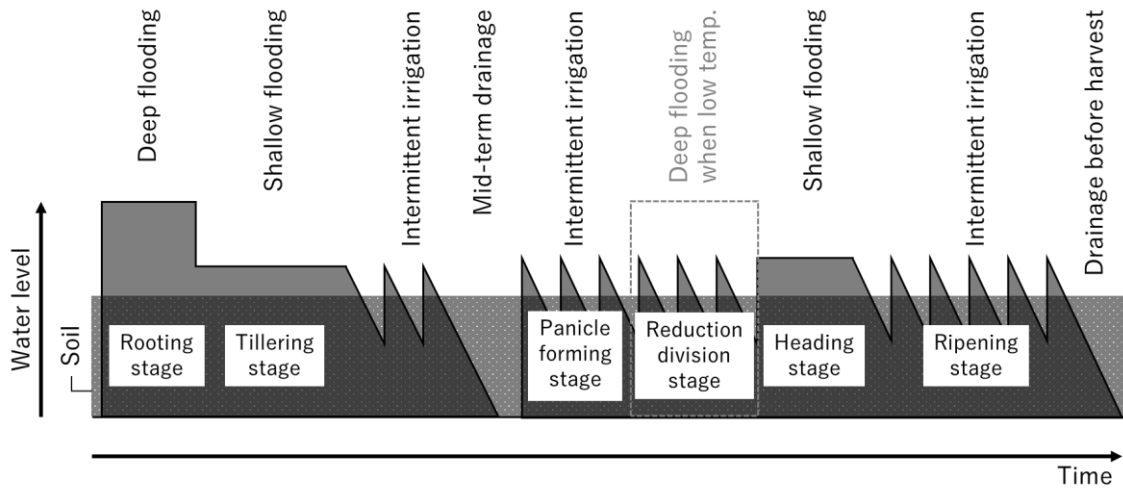 Deep flooding
Shallow flooding
Intermittent irrigation
Mid-term drainage
Intermittent irrigation
Deep flooding
when low temp.
Shallow flooding
Intermittent irrigation
Drainage before harvest
Water level
Soil
Rooting
stage
Tillering
stage
Panicle
forming
stage
Reduction
division
stage
Heading
stage
Ripening
stage
Time